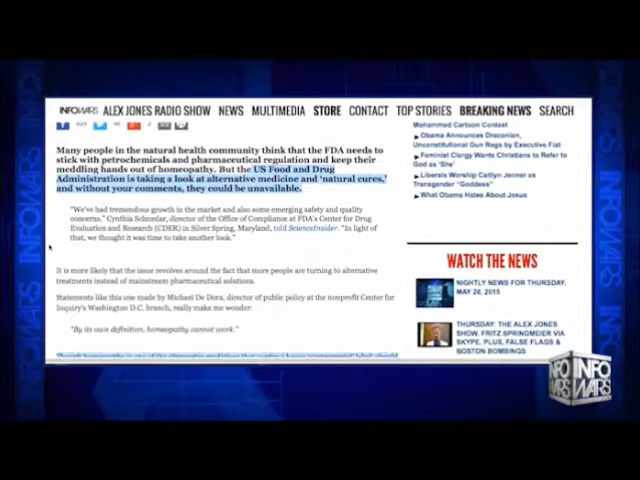 INFOWARS ALEX JONES RADIO SHOW NEWS MULTIMEDIA STORE CONTACT TOP STORIES BREAKING NEWS SEARCH
Many people in the natural health community think that the FDA needs to
stick with petrochemicals and pharmaceutical regulation and keep their
meddling hands out of homeopathy. But the US Food and Drug
Administration is taking a look at alternative medicine and 'natural cures,'
and without your comments, they could be unavailable.
"We've had tremendous growth in the market and also some emerging safety and quality
concerns," Cynthia Schnedar, director of the Office of Compliance at FDA's Center for Drug
Evaluation and Research (CDER) in Silver Spring, Maryland, told ScienceInsider. "In light of
that, we thought it was time to take another look."
It is more likely that the issue revolves around the fact that more people are turning to alternative
treatments instead of mainstream pharmaceutical solutions.
Statements like this one made by Michael De Dora, director of public policy at the nonprofit Center for
Inquiry's Washington D.C. branch, really make me wonder:
"By its own definition, homeopathy cannot work."
Mohammed Cartoon Contest
Obama Announces Draconian,
Unconstitutional Gun Regs by Executive Fiat
Feminist Clergy Wants Christians to Refer to
God as 'She'
Liberals Worship Caitlyn Jenner as
Transgender "Goddess"
What Obama Hates About Jesus
WATCH THE NEWS
NIGHTLY NEWS FOR THURSDAY,
MAY 28, 2015
THURSDAY: THE ALEX JONES
SHOW. FRITZ SPRINGMEIER VIA
SKYPE. PLUS, FALSE FLAGS &
BOSTON BOMBINGS
INFO
WARS
INFOWARS